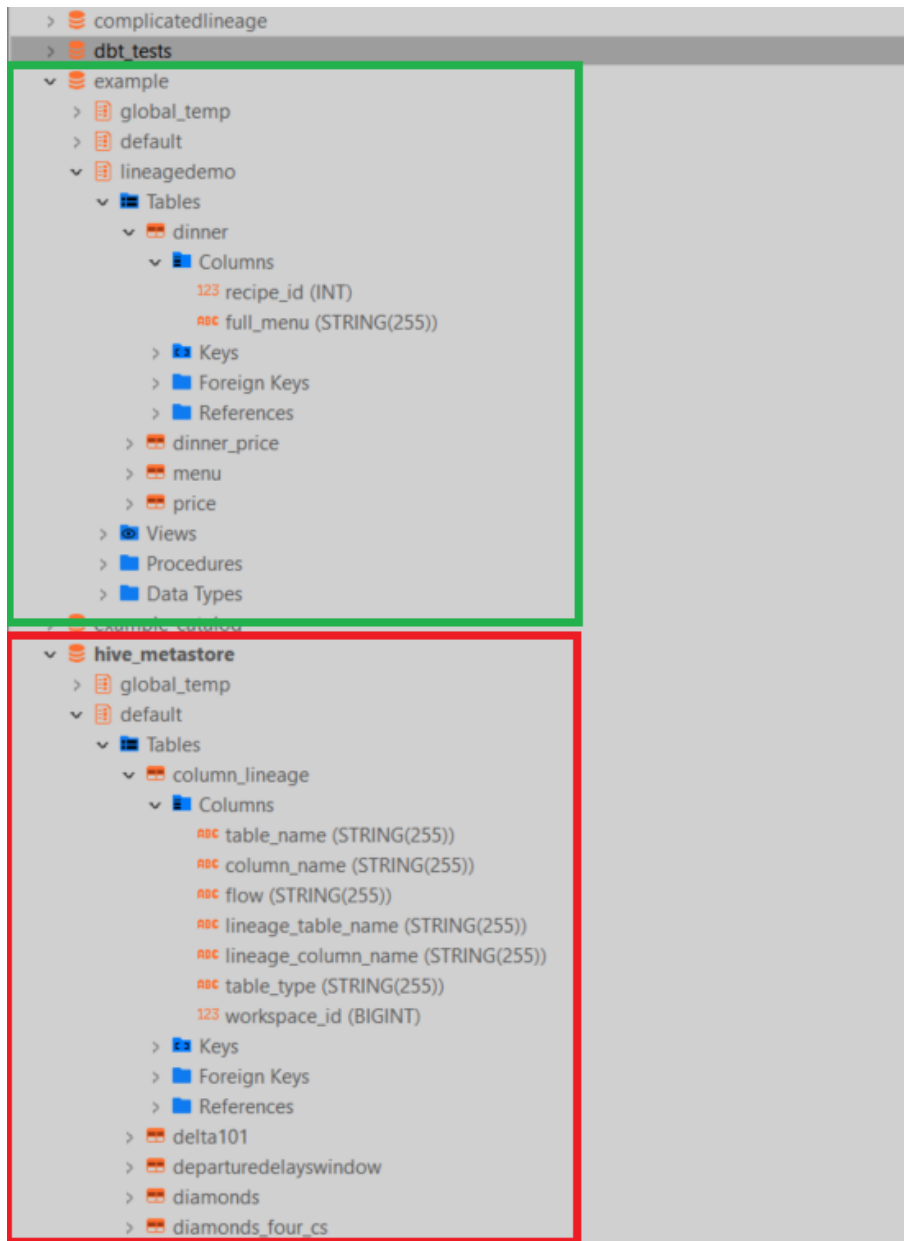 complicatedlineage
dbt_tests
example
global_temp
default
lineagedemo
Tables
dinner
Columns
123 recipe_id (INT)
ABC full_menu (STRING(255))
Keys
Foreign Keys
References
dinner_price
menu
price
Views
Procedures
Data Types
example_catalog
hive_metastore
global_temp
default
Tables
column_lineage
Columns
ABC table_name (STRING(255))
ABC column_name (STRING(255))
ABC flow (STRING(255))
ABC lineage_table_name (STRING(255))
ABC lineage_column_name (STRING(255))
ABC table_type (STRING(255))
123 workspace_id (BIGINT)
Keys
Foreign Keys
References
delta101
departuredelayswindow
diamonds
diamonds_four_cs